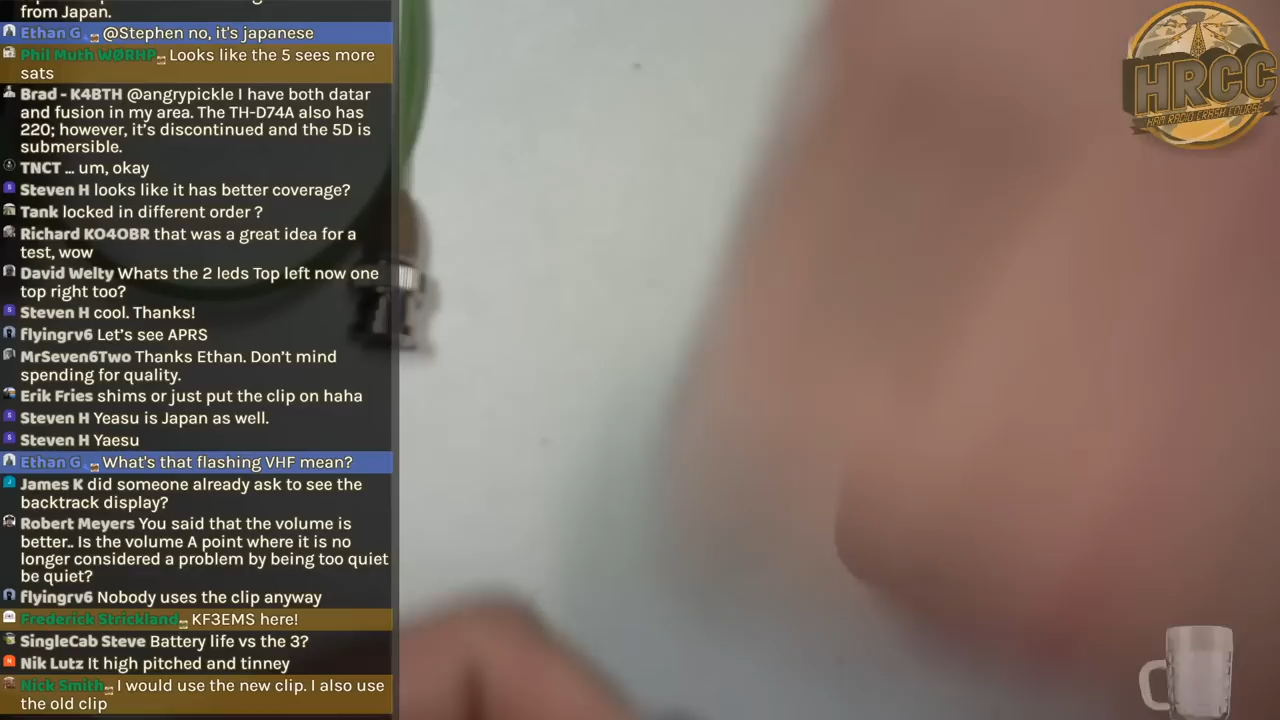 from Japan.
Ethan G @Stephen no, it's japanese
Phil Muth WØRHP Looks like the 5 sees more
sats
Brad - K4BTH @angrypickle I have both datar
and fusion in my area. The TH-D74A also has
220; however, it's discontinued and the 5D is
submersible.
TNCT ... um, okay
Steven H looks like it has better coverage?
Tank locked in different order ?
Richard KO4OBR that was a great idea for a
test, wow
David Welty Whats the 2 leds Top left now one
top right too?
Steven H cool. Thanks!
flyingrv6 Let's see APRS
MrSeven6Two Thanks Ethan. Don't mind
spending for quality.
Erik Fries shims or just put the clip on haha
Steven H Yeasu is Japan as well.
Steven H Yaesu
Ethan G What's that flashing VHF mean?
James K did someone already ask to see the
backtrack display?
Robert Meyers You said that the volume is
better.. Is the volume A point where it is no
longer considered a problem by being too quiet
be quiet?
flyingrv6 Nobody uses the clip anyway
Frederick Strickland KF3EMS here!
SingleCab Steve Battery life vs the 3?
Nik Lutz It high pitched and tinney
Nick Smith I would use the new clip. I also use
the old clip
HRCC
HAM RADIO CRASH COURSE